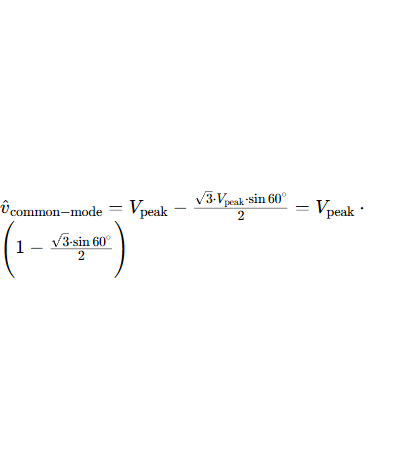 v̂_common−mode = V_peak − (√3·V_peak·sin 60°)/2 = V_peak ·
(1 − (√3·sin 60°)/2)